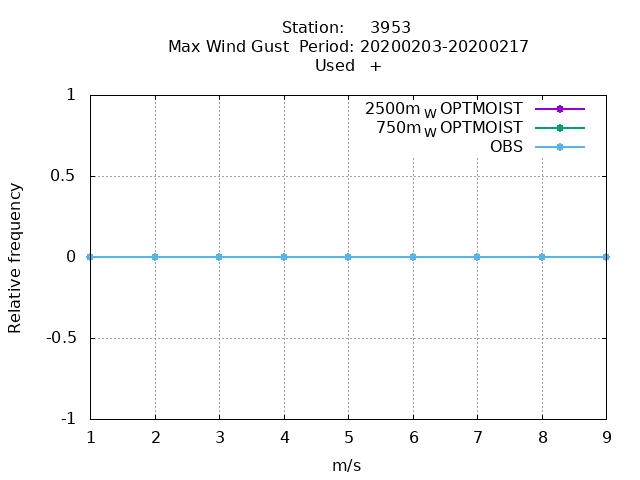 Station: 3953
Max Wind Gust Period: 20200203-20200217
Used +
2500m W OPTMOIST
750m W OPTMOIST
OBS
Relative frequency
1
0.5
0
-0.5
-1
1 2 3 4 5 6 7 8 9
m/s